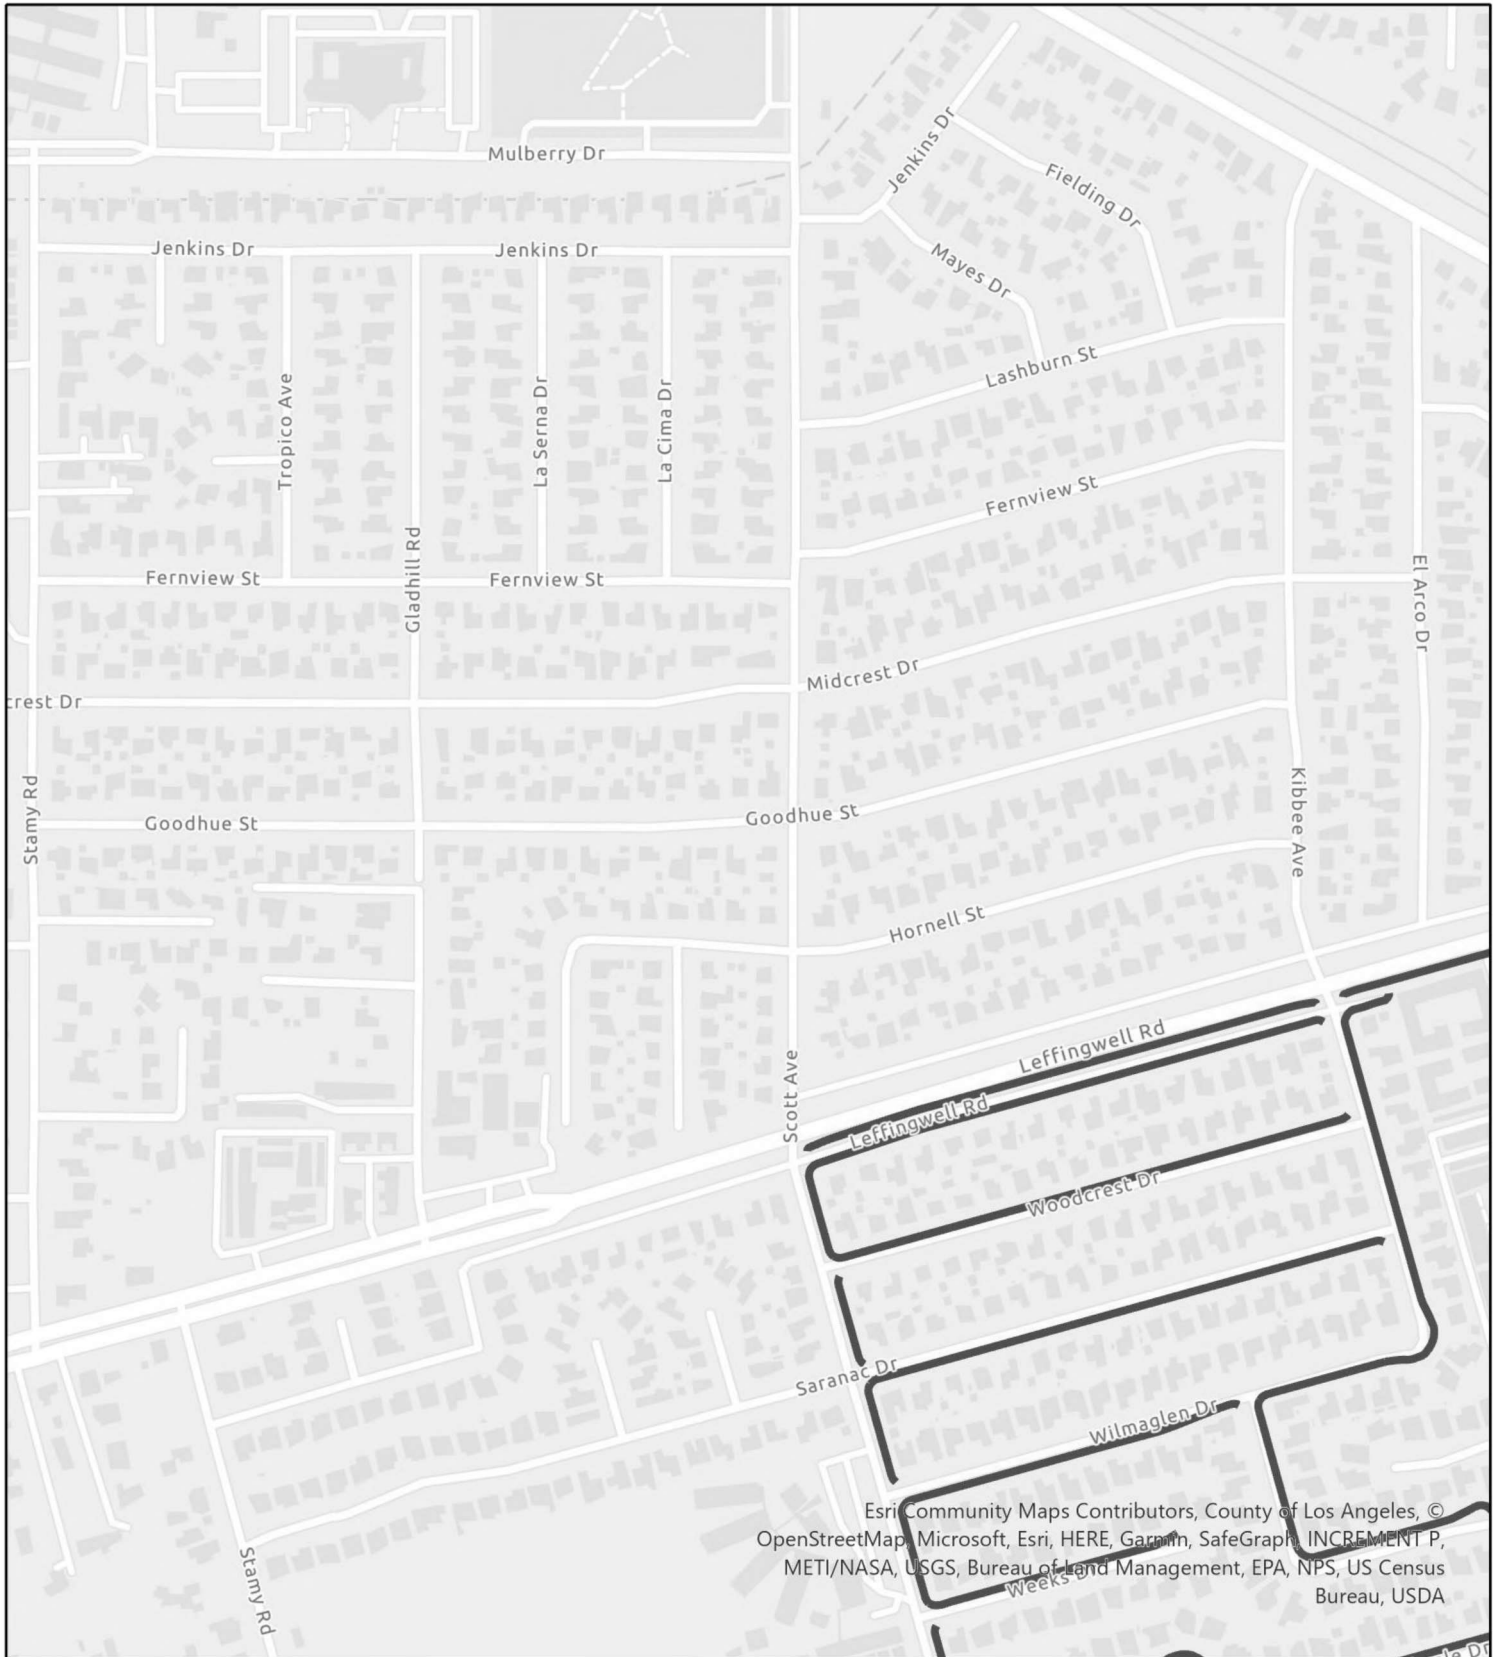 Mulberry Dr
Jenkins Dr
Fielding Dr
Jenkins Dr
Jenkins Dr
Mayes Dr
Lashburn St
Tropico Ave
La Serna Dr
La Cima Dr
Fernview St
Gladhill Rd
Fernview St
Fernview St
El Arco Dr
Midcrest Dr
crest Dr
Stamy Rd
Goodhue St
Goodhue St
Kibbee Ave
Hornell St
Leffingwell Rd
Scott Ave
Leffingwell Rd
Woodcrest Dr
Saranac Dr
Wilmaglen Dr
Stamy Rd
Esri Community Maps Contributors, County of Los Angeles, ©
OpenStreetMap, Microsoft, Esri, HERE, Garmin, SafeGraph, INCREMENT P,
METI/NASA, USGS, Bureau of Land Management, EPA, NPS, US Census
Bureau, USDA
Weeks Dr
le Dr